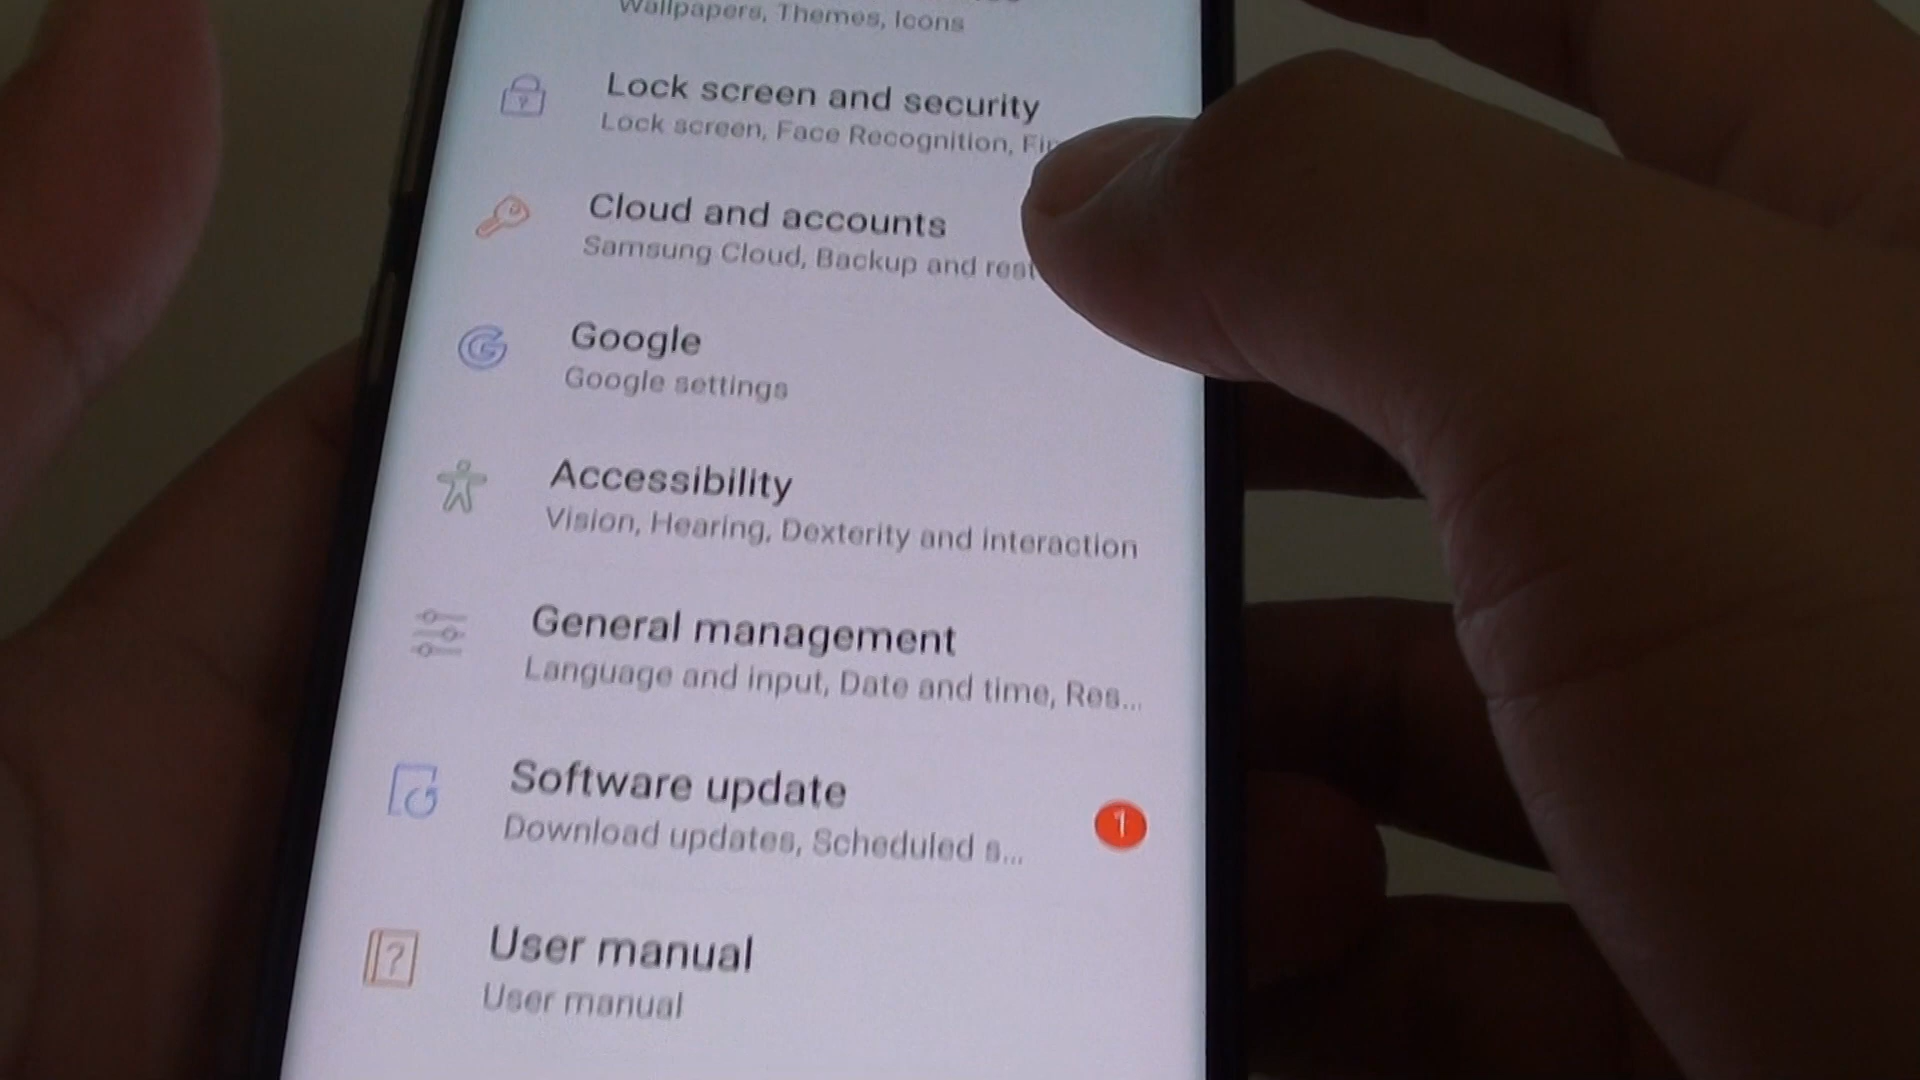 Wallpapers, Themes, Icons
Lock screen and security
Lock screen, Face Recognition,
Cloud and accounts
Samsung Cloud, Backup and
Google
Google settings
Accessibility
Vision, Hearing, Dexterity and interaction
General management
Language and input, Date and time, Res...
Software update
Download updates, Scheduled s...
1
User manual
User manual